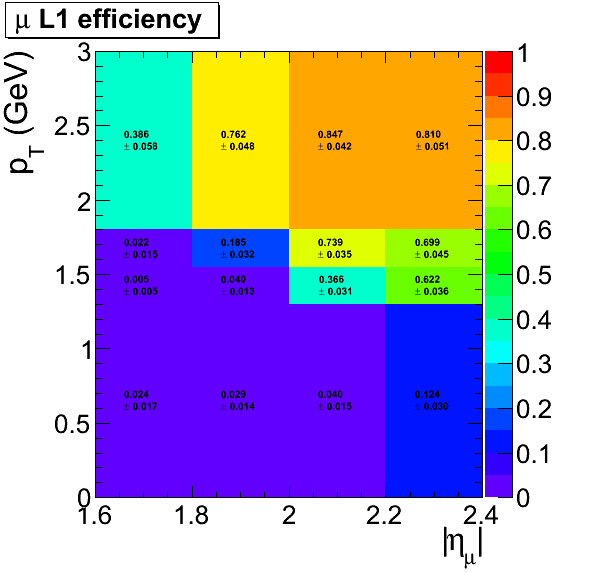 μ L1 efficiency
p_T (GeV)
3
2.5
2
1.5
1
0.5
0
0.386 ± 0.058
0.762 ± 0.048
0.847 ± 0.042
0.810 ± 0.051
0.022 ± 0.015
0.185 ± 0.032
0.739 ± 0.035
0.699 ± 0.045
0.005 ± 0.005
0.040 ± 0.013
0.366 ± 0.031
0.622 ± 0.036
0.024 ± 0.017
0.029 ± 0.014
0.040 ± 0.015
0.124 ± 0.030
1.6
1.8
2
2.2
2.4
|η_μ|
1
0.9
0.8
0.7
0.6
0.5
0.4
0.3
0.2
0.1
0